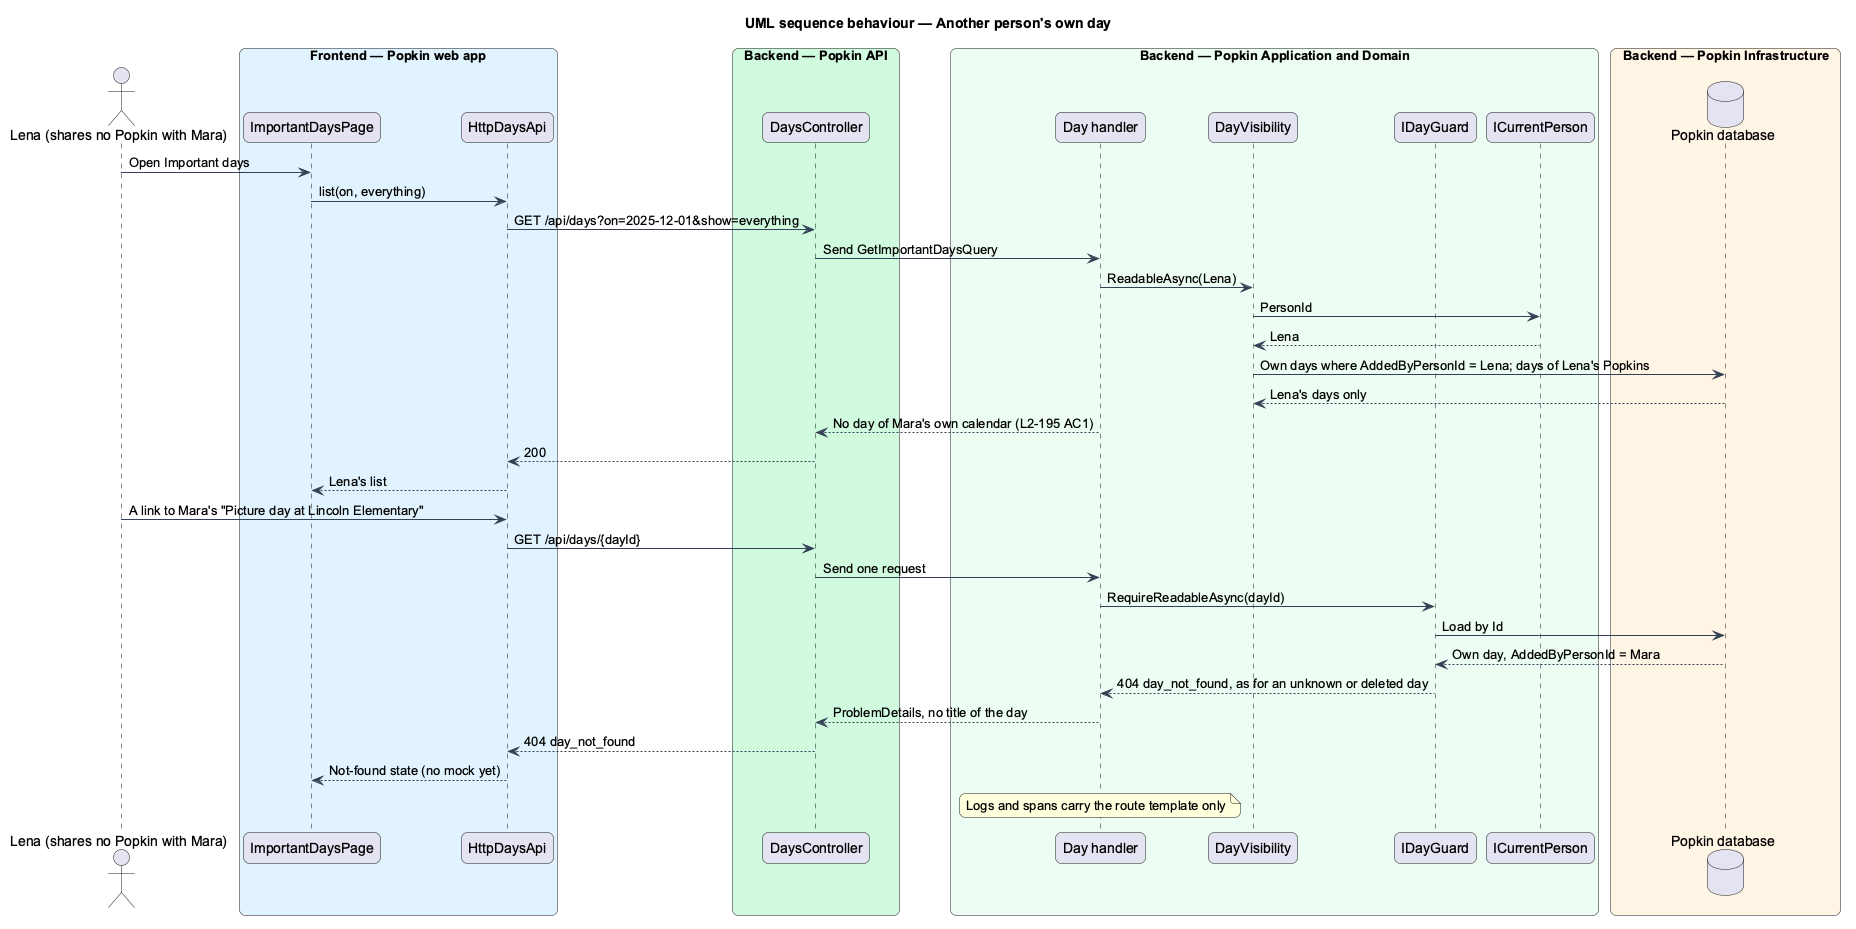 UML sequence behaviour — Another person's own day
Frontend — Popkin web app
Backend — Popkin API
Backend — Popkin Application and Domain
Backend — Popkin Infrastructure
Lena (shares no Popkin with Mara)
ImportantDaysPage
HttpDaysApi
DaysController
Day handler
DayVisibility
IDayGuard
ICurrentPerson
Popkin database
Open Important days
list(on, everything)
GET /api/days?on=2025-12-01&show=everything
Send GetImportantDaysQuery
ReadableAsync(Lena)
PersonId
Lena
Own days where AddedByPersonId = Lena; days of Lena's Popkins
Lena's days only
No day of Mara's own calendar (L2-195 AC1)
200
Lena's list
A link to Mara's "Picture day at Lincoln Elementary"
GET /api/days/{dayId}
Send one request
RequireReadableAsync(dayId)
Load by Id
Own day, AddedByPersonId = Mara
404 day_not_found, as for an unknown or deleted day
ProblemDetails, no title of the day
404 day_not_found
Not-found state (no mock yet)
Logs and spans carry the route template only
Lena (shares no Popkin with Mara)
ImportantDaysPage
HttpDaysApi
DaysController
Day handler
DayVisibility
IDayGuard
ICurrentPerson
Popkin database